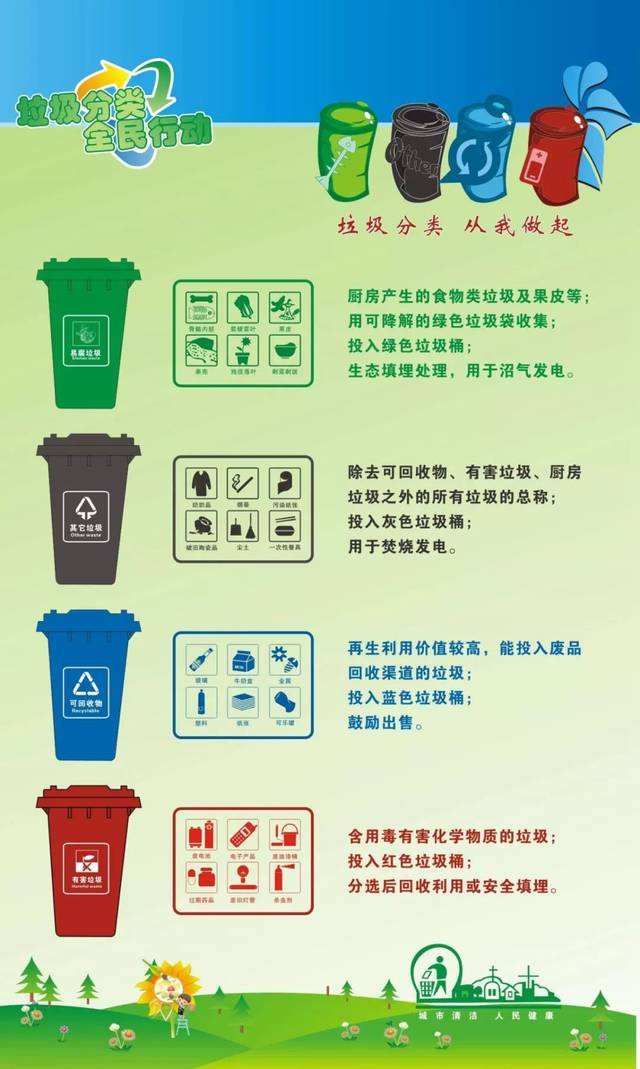 垃圾分类
全民行动
Other
垃圾分类 从我做起
易腐垃圾
骨骼内脏
菜梗菜叶
果皮
残枝落叶
剩菜剩饭
厨房产生的食物类垃圾及果皮等；
用可降解的绿色垃圾袋收集；
投入绿色垃圾桶；
生态填埋处理，用于沼气发电。
其它垃圾
Other waste
纺织品
烟蒂
污染纸张
破旧陶瓷品
尘土
一次性餐具
除去可回收物、有害垃圾、厨房
垃圾之外的所有垃圾的总称；
投入灰色垃圾桶；
用于焚烧发电。
可回收物
Recyclable
玻璃
牛奶盒
金属
塑料
纸张
可乐罐
再生利用价值较高，能投入废品
回收渠道的垃圾；
投入蓝色垃圾桶；
鼓励出售。
有害垃圾
Harmful waste
废电池
电子产品
废油漆桶
过期药品
废旧灯管
杀虫剂
含用毒有害化学物质的垃圾；
投入红色垃圾桶；
分选后回收利用或安全填埋。
城市清洁 人民健康